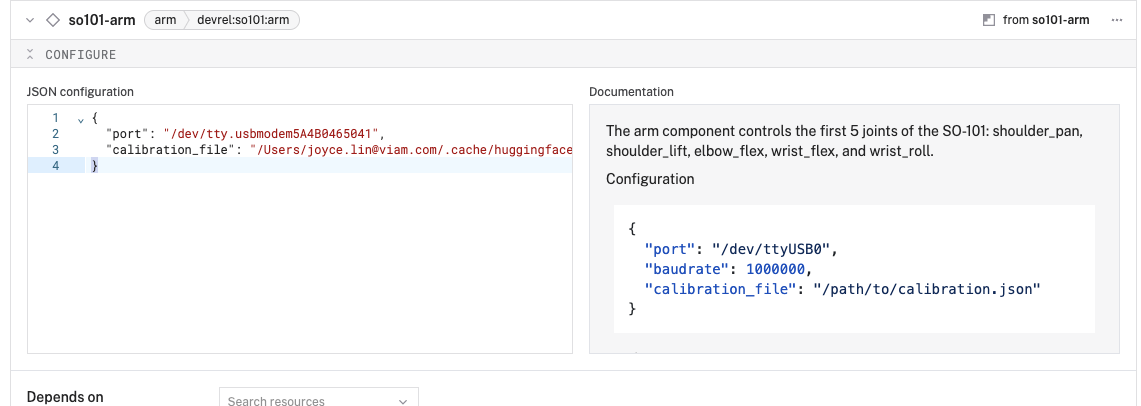 so101-arm arm devrel:so101:arm from so101-arm ...
CONFIGURE
JSON configuration
1 {
2 "port": "/dev/tty.usbmodem5A4B0465041",
3 "calibration_file": "/Users/joyce.lin@viam.com/.cache/huggingface
4 }
Documentation
The arm component controls the first 5 joints of the SO-101: shoulder_pan,
shoulder_lift, elbow_flex, wrist_flex, and wrist_roll.
Configuration
{
"port": "/dev/ttyUSB0",
"baudrate": 1000000,
"calibration_file": "/path/to/calibration.json"
}
Depends on
Search resources